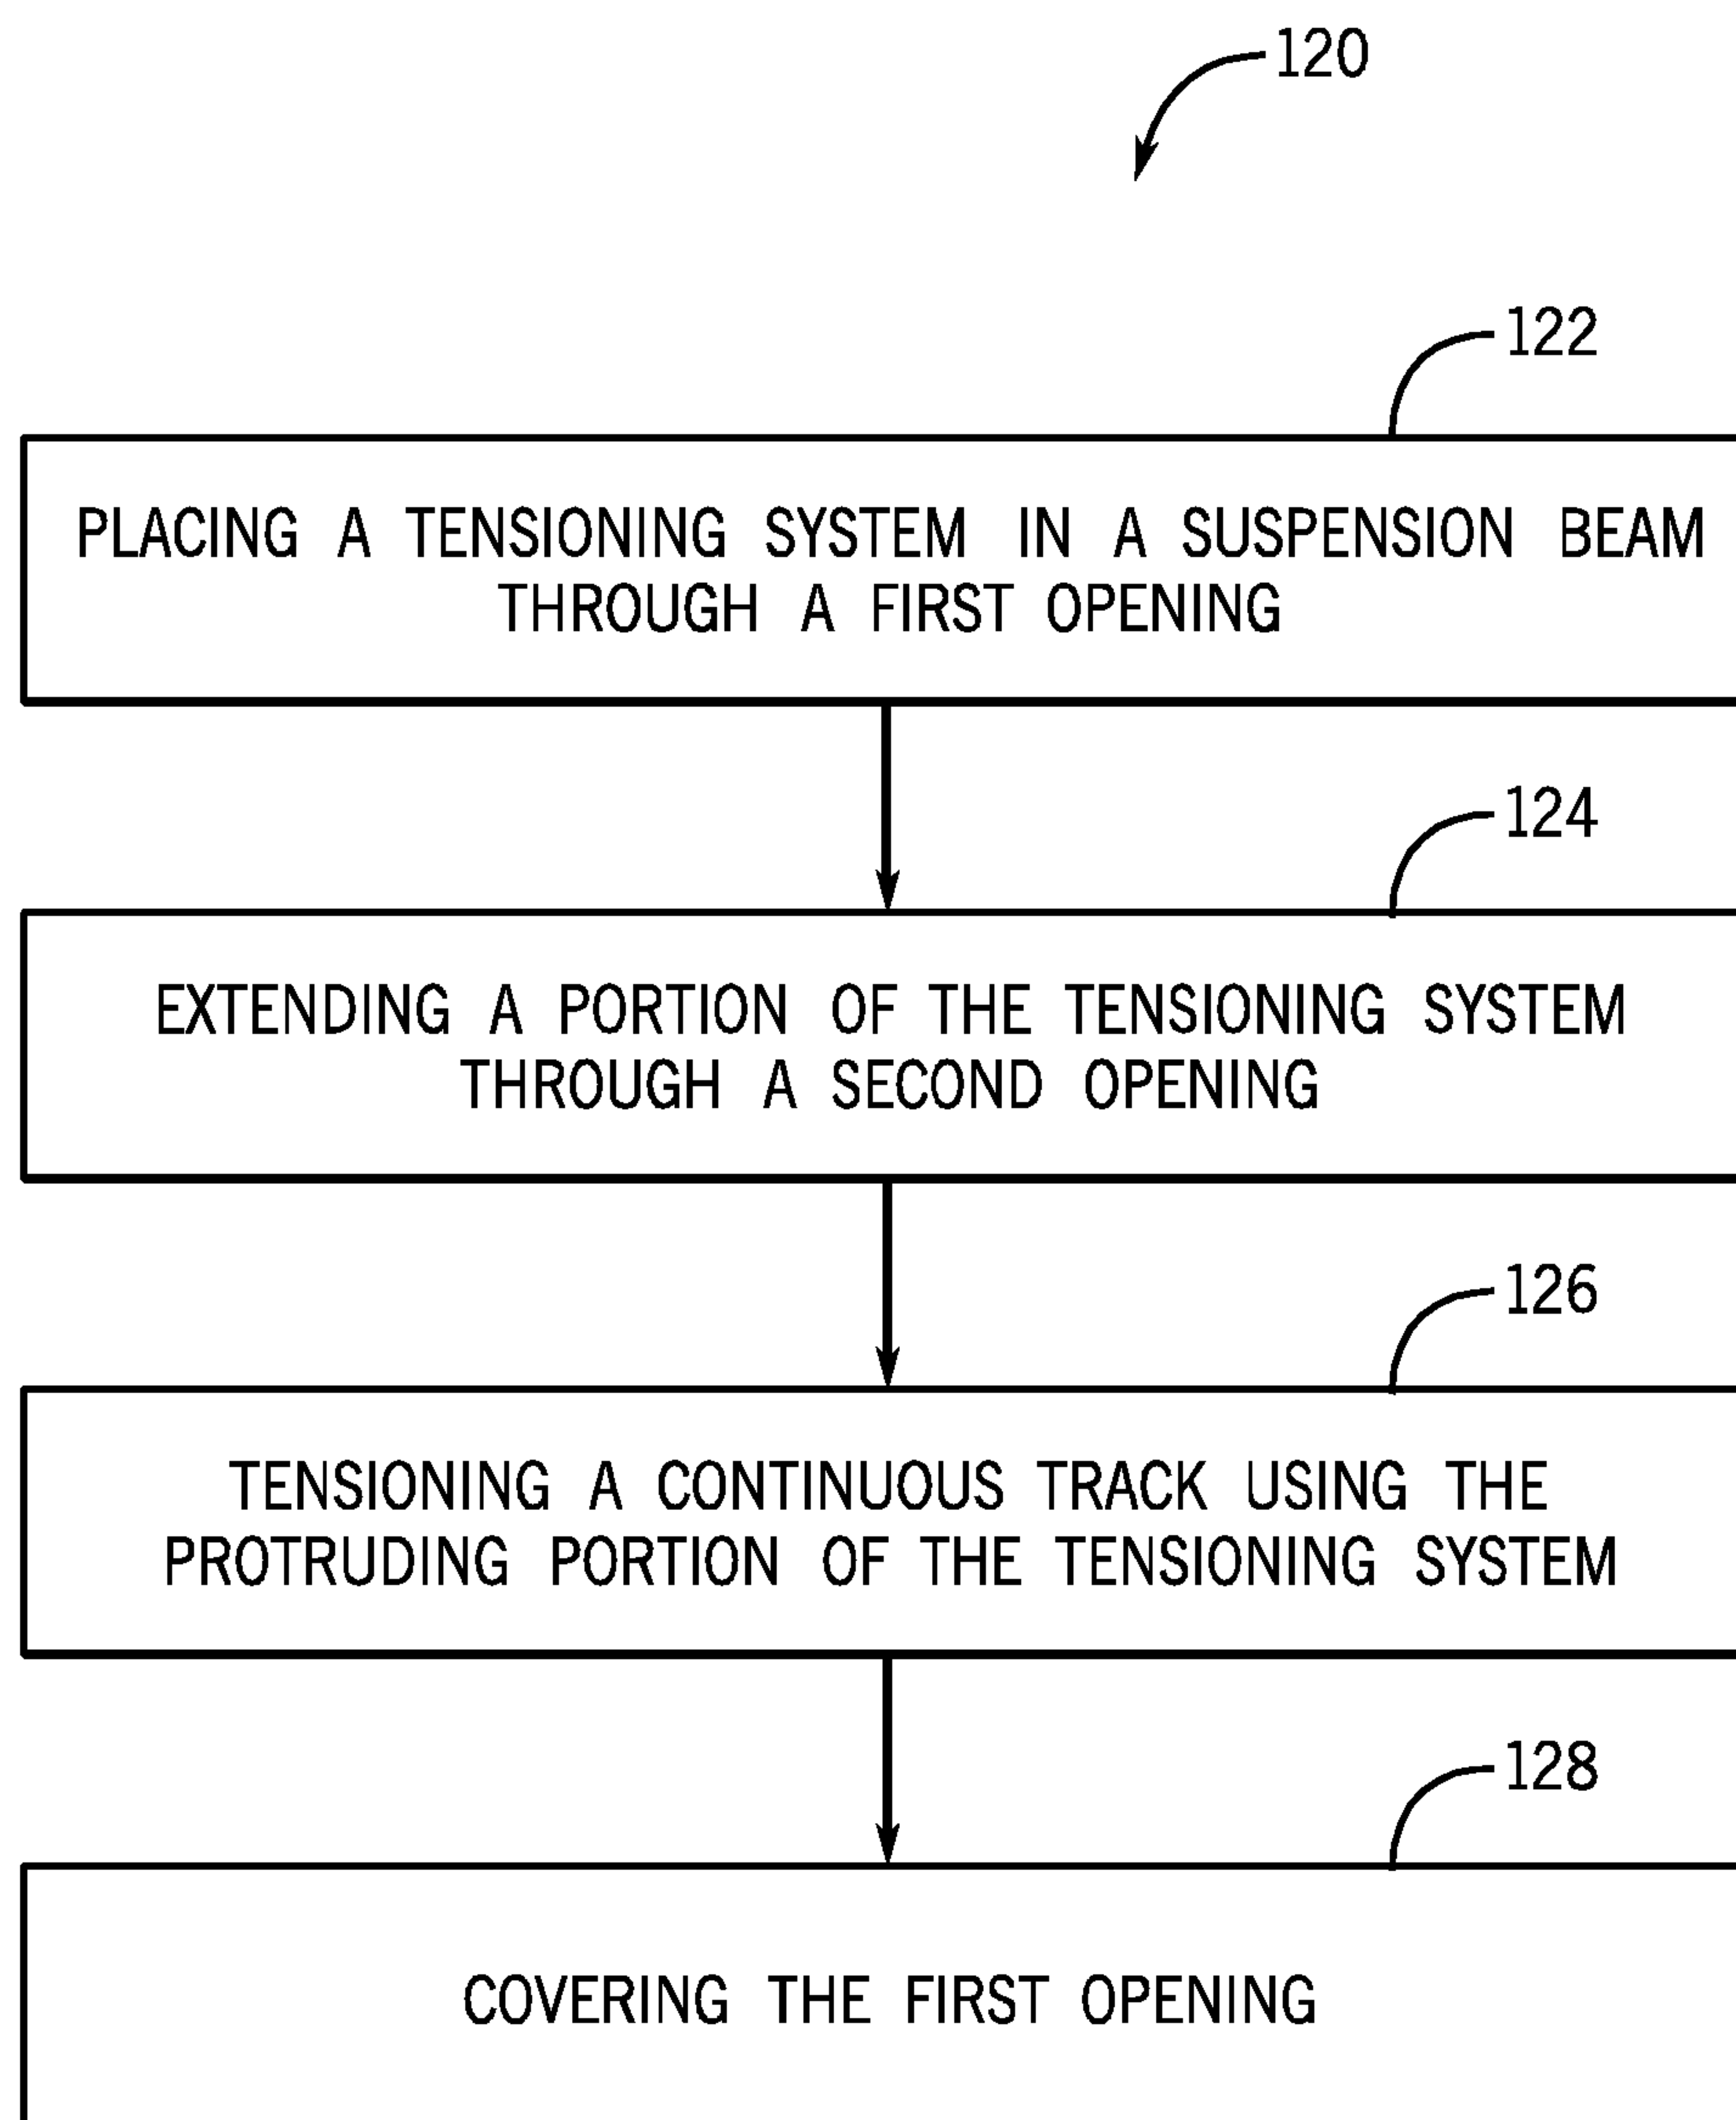 120
122
PLACING A TENSIONING SYSTEM IN A SUSPENSION BEAM
THROUGH A FIRST OPENING
124
EXTENDING A PORTION OF THE TENSIONING SYSTEM
THROUGH A SECOND OPENING
126
TENSIONING A CONTINUOUS TRACK USING THE
PROTRUDING PORTION OF THE TENSIONING SYSTEM
128
COVERING THE FIRST OPENING